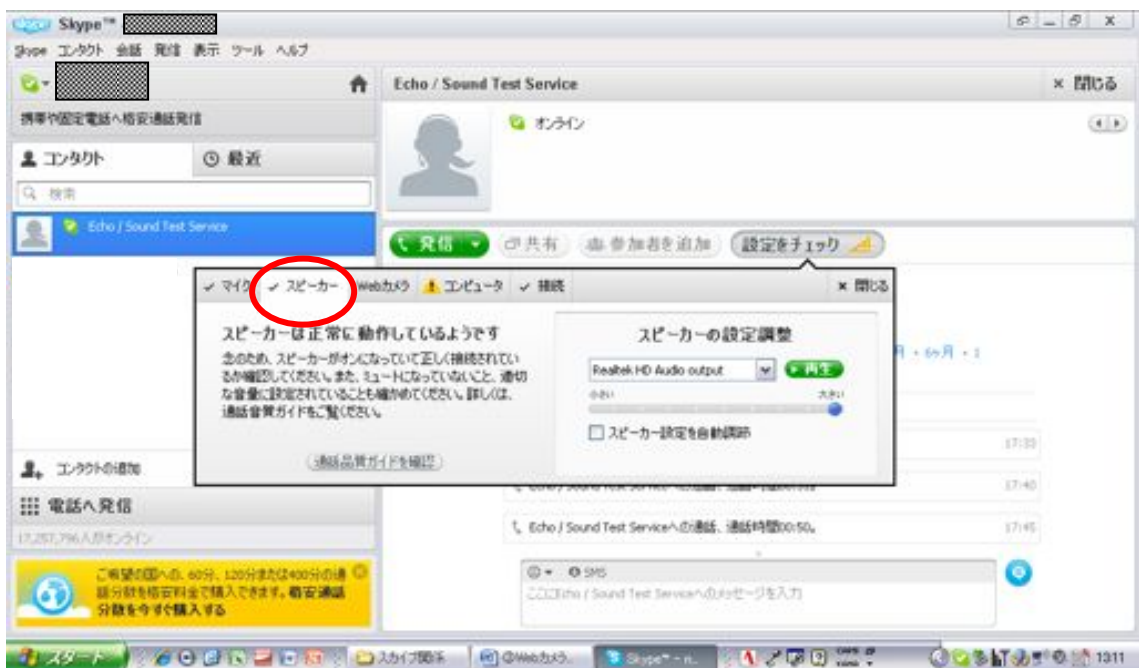 Skype™
Skype コンタクト 会話 発信 表示 ツール ヘルプ
Echo / Sound Test Service
× 閉じる
携帯や固定電話へ格安通話発信
オンライン
コンタクト
最近
検索
Echo / Sound Test Service
発信
共有
参加者を追加
設定をチェック
マイク
スピーカー
Webカメラ
コンピュータ
接続
× 閉じる
スピーカーは正常に動作しているようです
念のため、スピーカーがオンになっていて正しく接続されてい
るか確認してください。また、ミュートになっていないこと、適切
な音量に設定されていることも確かめてください。詳しくは、
通話音質ガイドをご覧ください。
通話品質ガイドを確認
スピーカーの設定調整
Realtek HD Audio output
再生
小さい
大きい
スピーカー設定を自動調節
月 ・ 6ヶ月 ・ 1
17:33
17:40
Echo / Sound Test Serviceへの通話、通話時間00:50。
17:45
コンタクトの追加
電話へ発信
17,257,796人がオンライン
ご希望の国への、60分、120分または400分の通
話分数を格安料金で購入できます。格安通話
分数を今すぐ購入する
SMS
ここにEcho / Sound Test Serviceへのメッセージを入力
スタート
スカイプ関係
①Webカメラ..
Skype™ - n..
1311